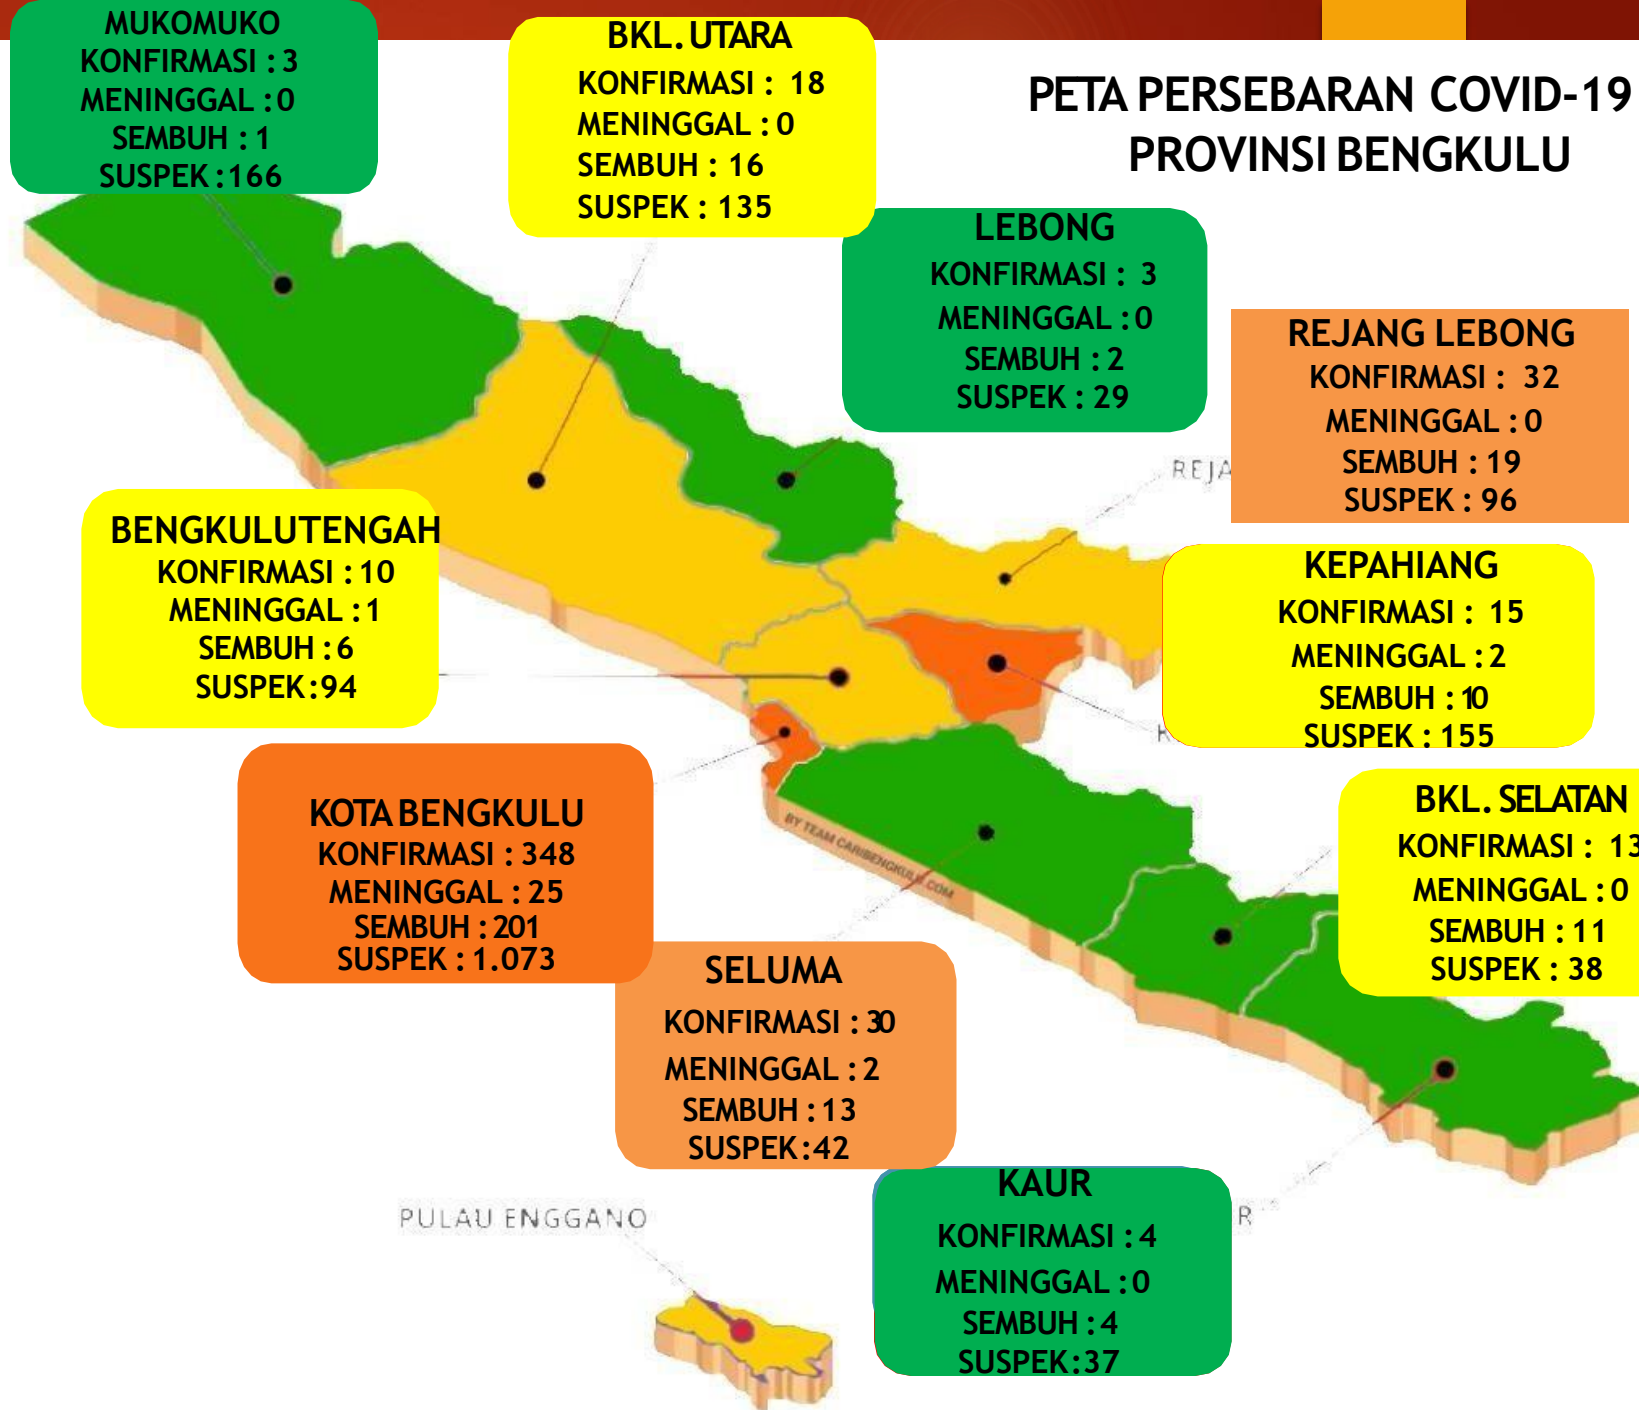 MUKOMUKO
KONFIRMASI : 3
MENINGGAL : 0
SEMBUH : 1
SUSPEK : 166
BKL. UTARA
KONFIRMASI : 18
MENINGGAL : 0
SEMBUH : 16
SUSPEK : 135
PETA PERSEBARAN COVID-19
PROVINSI BENGKULU
LEBONG
KONFIRMASI : 3
MENINGGAL : 0
SEMBUH : 2
SUSPEK : 29
REJANG LEBONG
KONFIRMASI : 32
MENINGGAL : 0
SEMBUH : 19
SUSPEK : 96
REJA
BENGKULUTENGAH
KONFIRMASI : 10
MENINGGAL : 1
SEMBUH : 6
SUSPEK : 94
KEPAHIANG
KONFIRMASI : 15
MENINGGAL : 2
SEMBUH : 10
SUSPEK : 155
K
KOTA BENGKULU
KONFIRMASI : 348
MENINGGAL : 25
SEMBUH : 201
SUSPEK : 1.073
BY TEAM CARIBENGKULU.COM
BKL. SELATAN
KONFIRMASI : 13
MENINGGAL : 0
SEMBUH : 11
SUSPEK : 38
SELUMA
KONFIRMASI : 30
MENINGGAL : 2
SEMBUH : 13
SUSPEK : 42
KAUR
KONFIRMASI : 4
MENINGGAL : 0
SEMBUH : 4
SUSPEK : 37
R
PULAU ENGGANO